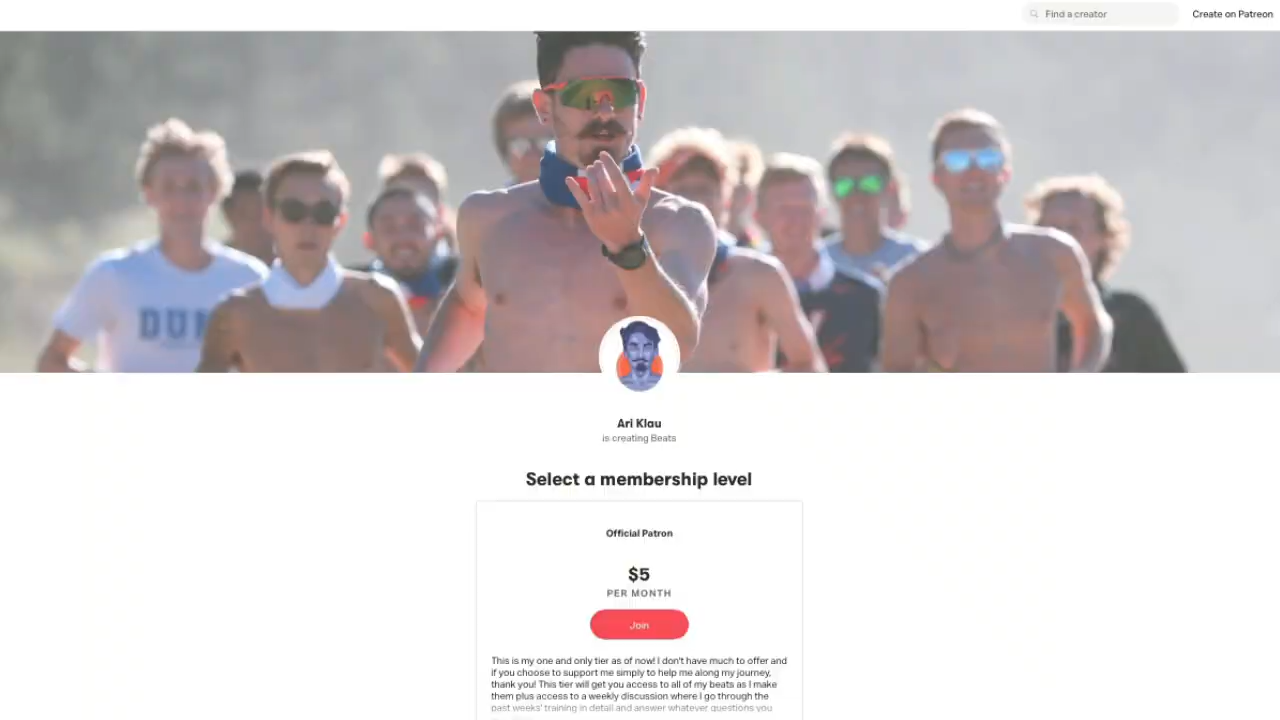 Find a creator
Create on Patreon
DU
Ari Klau
is creating Beats
Select a membership level
Official Patron
$5
PER MONTH
Join
This is my one and only tier as of now! I don't have much to offer and
if you choose to support me simply to help me along my journey,
thank you! This tier will get you access to all of my beats as I make
them plus access to a weekly discussion where I go through the
past weeks' training in detail and answer whatever questions you